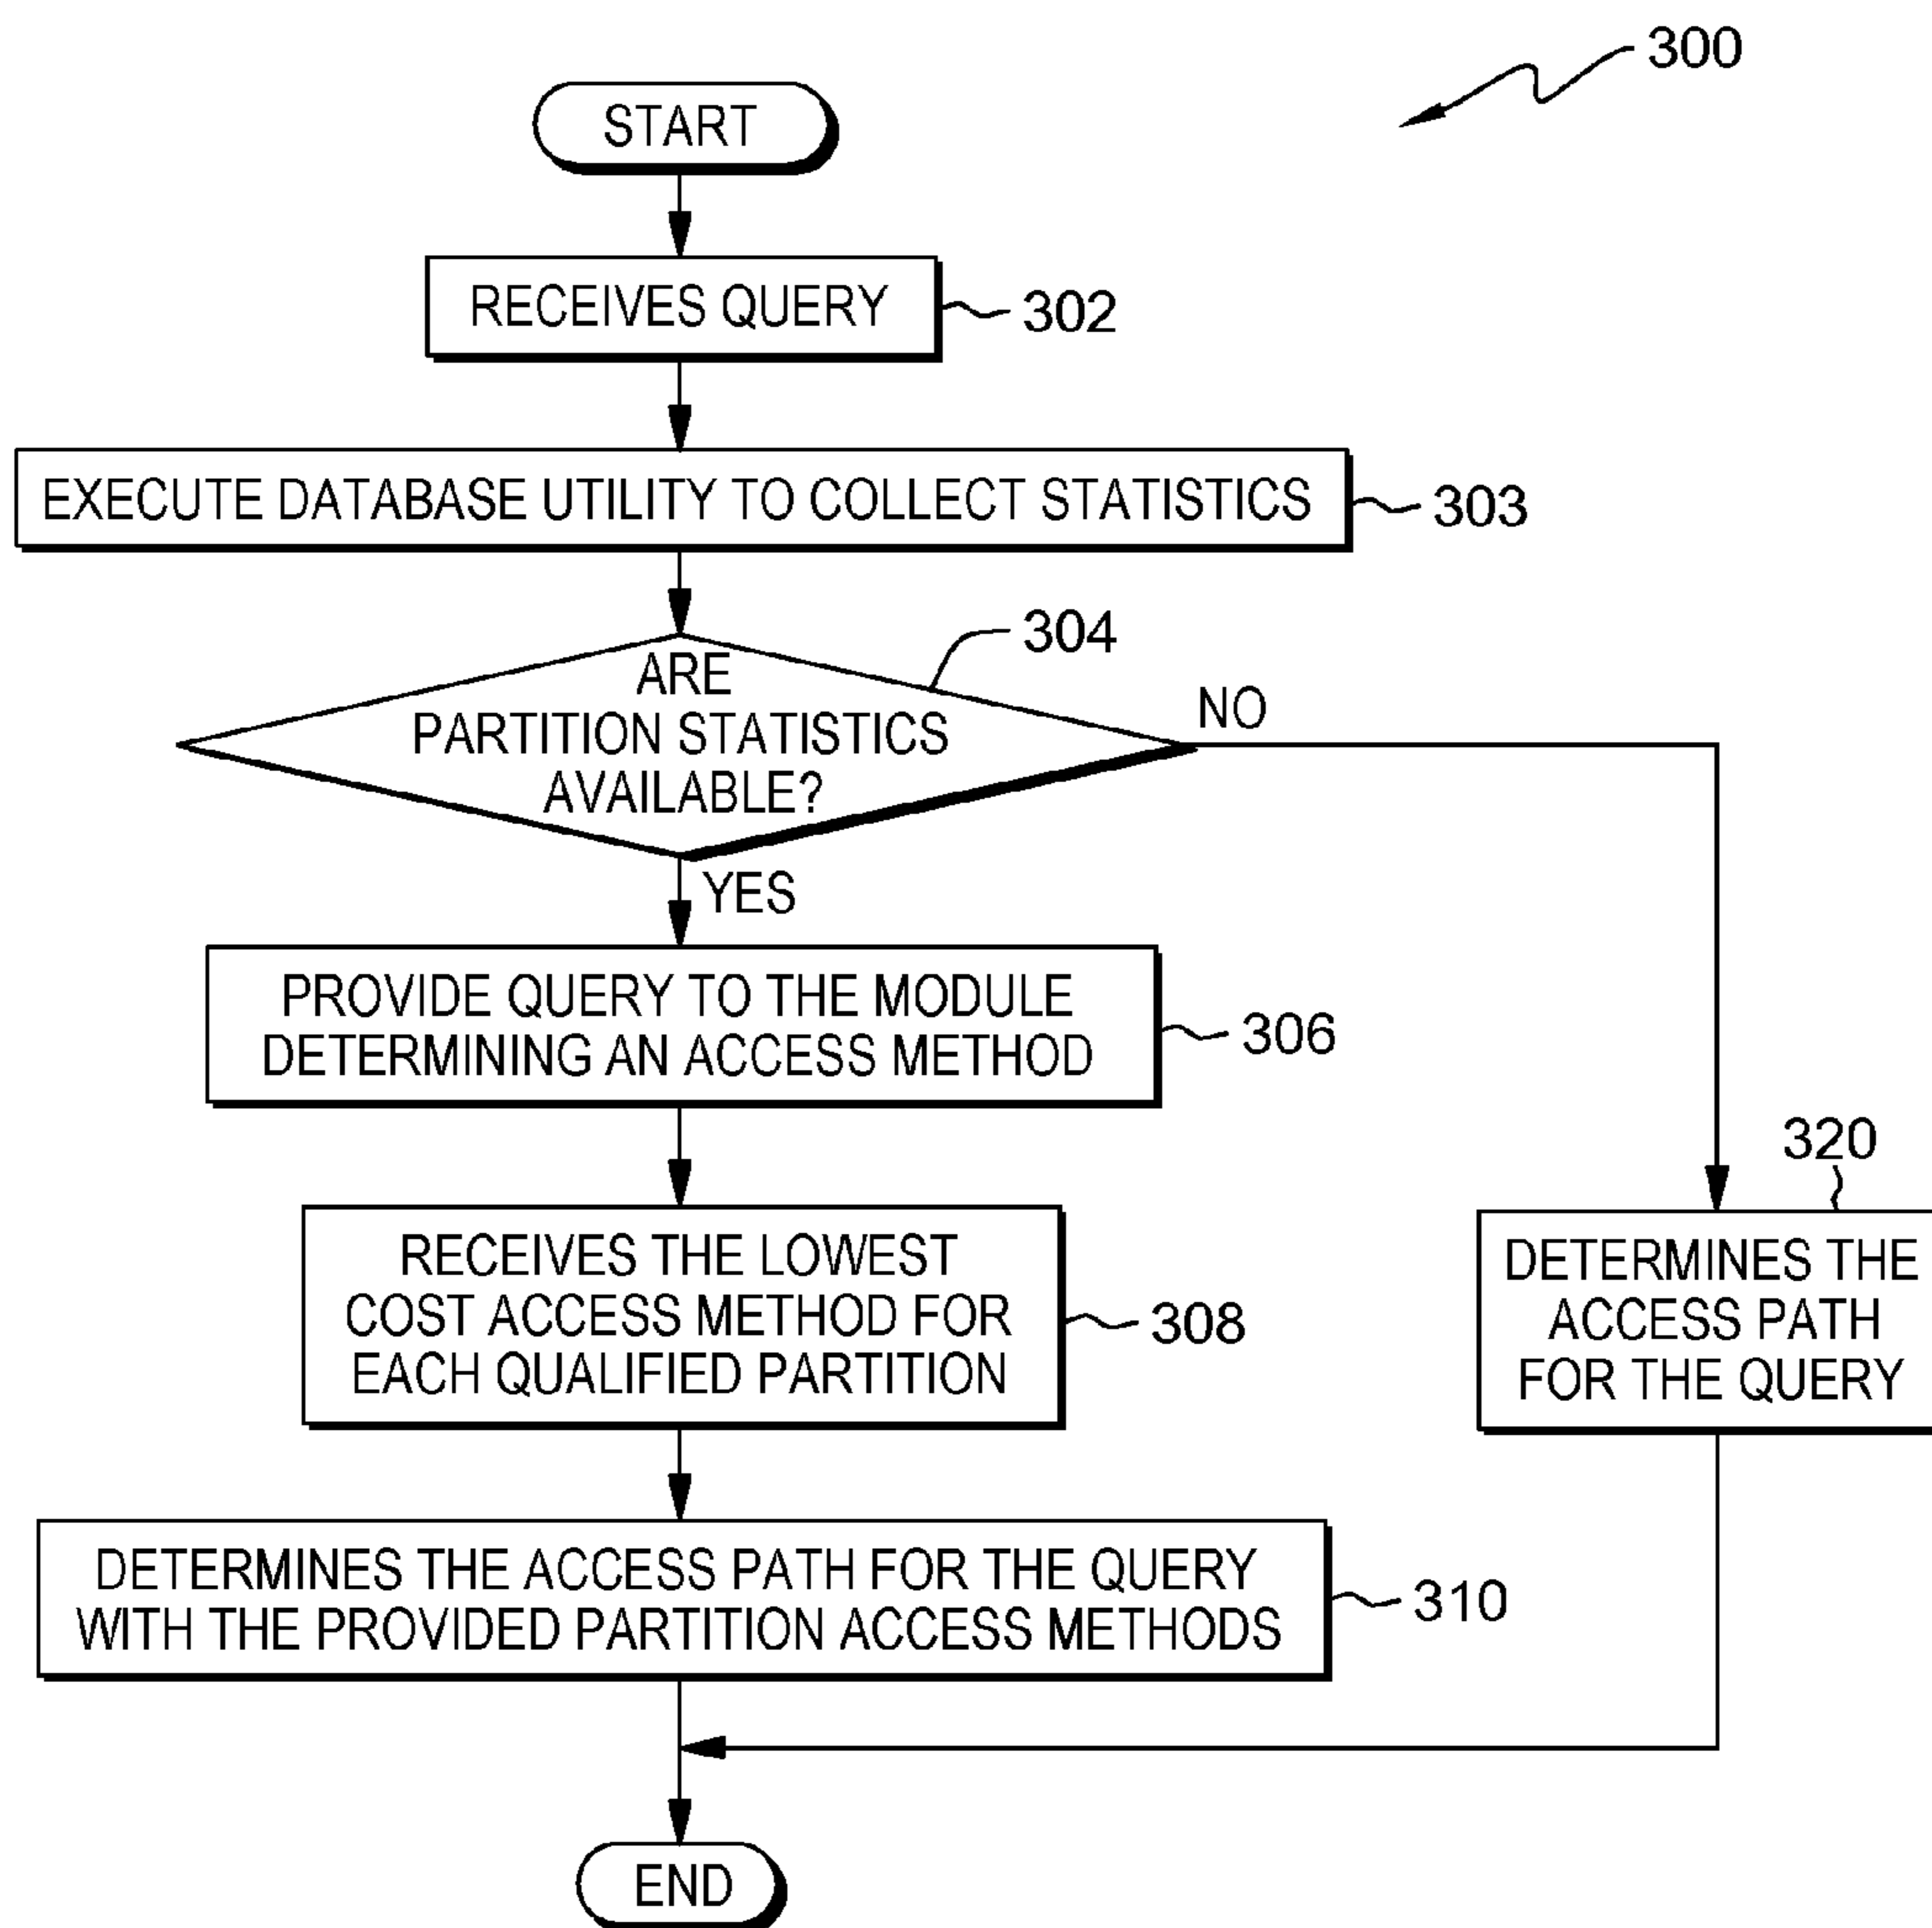 300
START
RECEIVES QUERY
302
EXECUTE DATABASE UTILITY TO COLLECT STATISTICS
303
304
ARE
PARTITION STATISTICS
AVAILABLE?
NO
YES
PROVIDE QUERY TO THE MODULE
DETERMINING AN ACCESS METHOD
306
320
RECEIVES THE LOWEST
COST ACCESS METHOD FOR
EACH QUALIFIED PARTITION
308
DETERMINES THE
ACCESS PATH
FOR THE QUERY
DETERMINES THE ACCESS PATH FOR THE QUERY
WITH THE PROVIDED PARTITION ACCESS METHODS
310
END